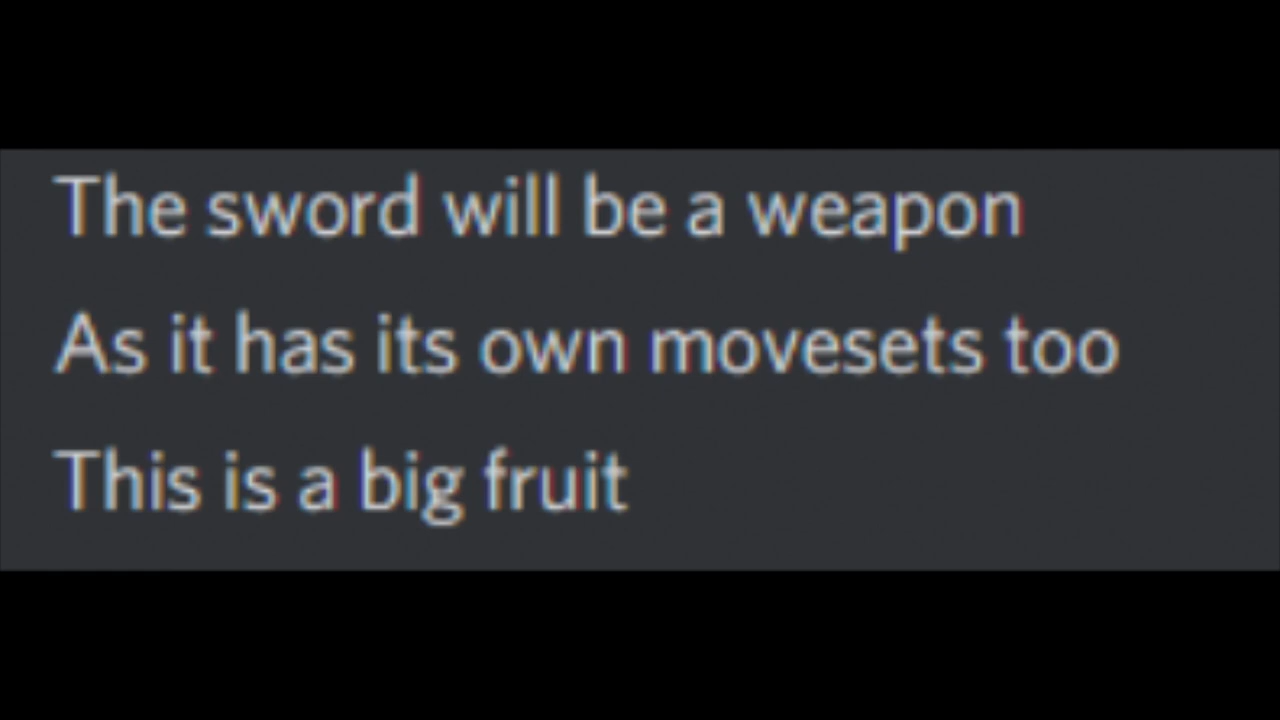 The sword will be a weapon
As it has its own movesets too
This is a big fruit